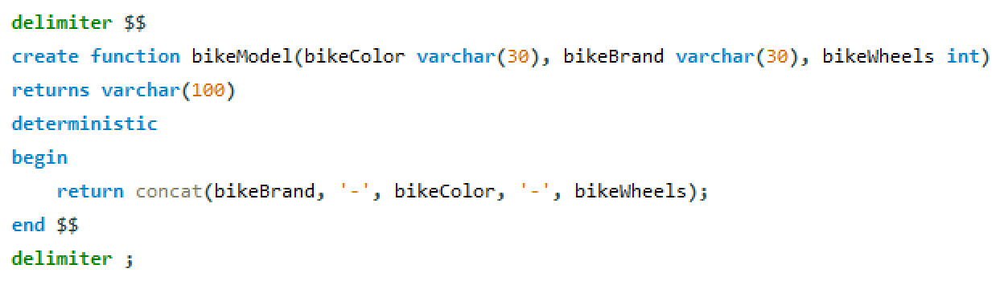 delimiter $$
create function bikeModel(bikeColor varchar(30), bikeBrand varchar(30), bikeWheels int)
returns varchar(100)
deterministic
begin
    return concat(bikeBrand, '-', bikeColor, '-', bikeWheels);
end $$
delimiter ;